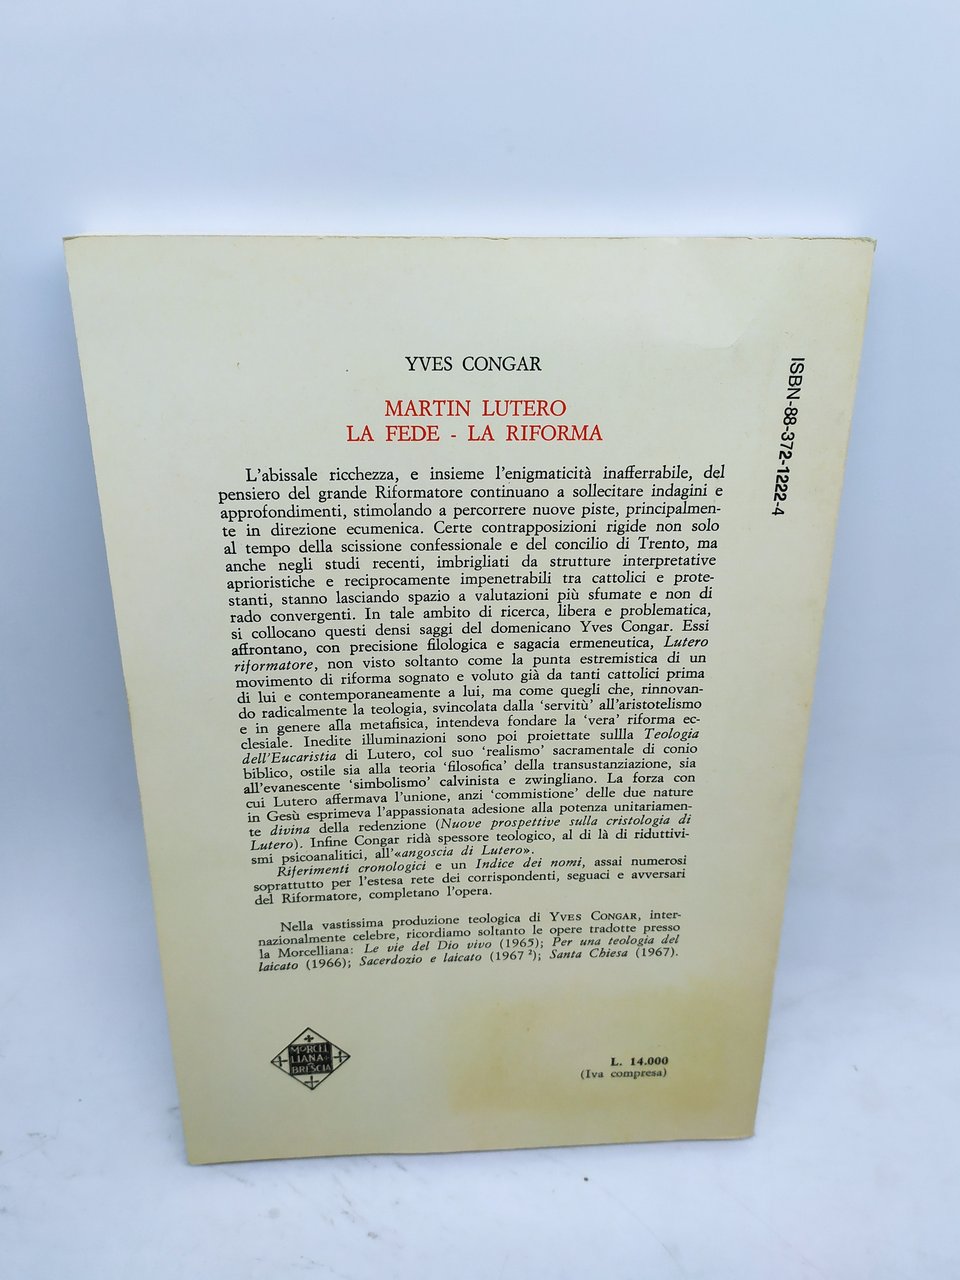 YVES CONGAR
MARTIN LUTERO
LA FEDE - LA RIFORMA
L'abissale ricchezza, e insieme l'enigmaticità inafferrabile, del
pensiero del grande Riformatore continuano a sollecitare indagini e
approfondimenti, stimolando a percorrere nuove piste, principalmen-
te in direzione ecumenica. Certe contrapposizioni rigide non solo
al tempo della scissione confessionale e del concilio di Trento, ma
anche negli studi recenti, imbrigliati da strutture interpretative
aprioristiche e reciprocamente impenetrabili tra cattolici e prote-
stanti, stanno lasciando spazio a valutazioni più sfumate e non di
rado convergenti. In tale ambito di ricerca, libera e problematica,
si collocano questi densi saggi del domenicano Yves Congar. Essi
affrontano, con precisione filologica e sagacia ermeneutica, Lutero
riformatore, non visto soltanto come la punta estremistica di un
movimento di riforma sognato e voluto già da tanti cattolici prima
di lui e contemporaneamente a lui, ma come quegli che, rinnovan-
do radicalmente la teologia, svincolata dalla 'servitù' all'aristotelismo
e in genere alla metafisica, intendeva fondare la 'vera' riforma ec-
clesiale. Inedite illuminazioni sono poi proiettate sullla Teologia
dell'Eucaristia di Lutero, col suo 'realismo' sacramentale di conio
biblico, ostile sia alla teoria 'filosofica' della transustanziazione, sia
all'evanescente 'simbolismo' calvinista e zwingliano. La forza con
cui Lutero affermava l'unione, anzi 'commistione' delle due nature
in Gesù esprimeva l'appassionata adesione alla potenza unitariamen-
te divina della redenzione (Nuove prospettive sulla cristologia di
Lutero). Infine Congar ridà spessore teologico, al di là di riduttivi-
smi psicoanalitici, all'«angoscia di Lutero».
Riferimenti cronologici e un Indice dei nomi, assai numerosi
soprattutto per l'estesa rete dei corrispondenti, seguaci e avversari
del Riformatore, completano l'opera.
Nella vastissima produzione teologica di YVES CONGAR, inter-
nazionalmente celebre, ricordiamo soltanto le opere tradotte presso
la Morcelliana: Le vie del Dio vivo (1965); Per una teologia del
laicato (1966); Sacerdozio e laicato (1967 ²); Santa Chiesa (1967).
MORCEL
LIANA
BRESCIA
L. 14.000
(Iva compresa)
ISBN-88-372-1222-4